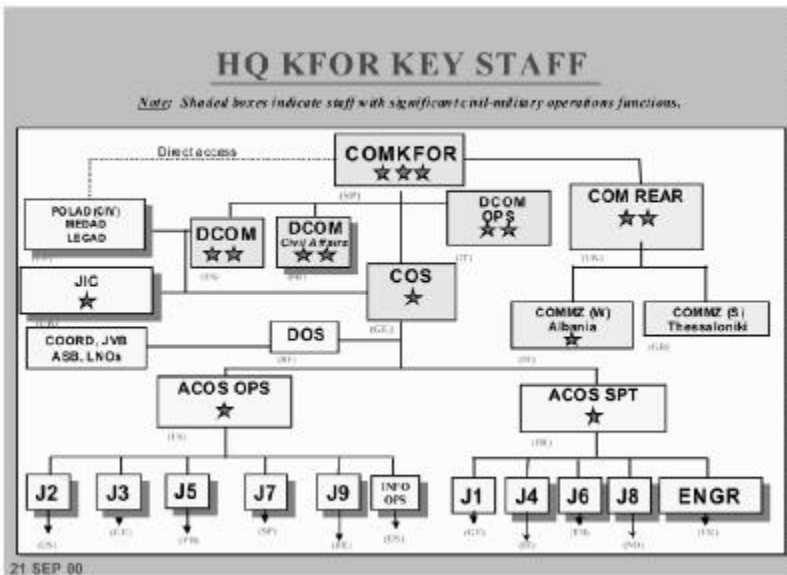 HQ KFOR KEY STAFF
Note: Shaded boxes indicate staff with significant civil-military operations functions.
Direct access
COMKFOR
POLAD (CIV)
MEDAD
LEGAD
DCOM
DCOM
Civil Affairs
DCOM
OPS
COM REAR
JIC
COS
COMMZ (W)
Albania
COMMZ (S)
Thessaloniki
COORD, JVB
ASB, LNOs
DOS
ACOS OPS
ACOS SPT
J2
J3
J5
J7
J9
INFO
OPS
J1
J4
J6
J8
ENGR
21 SEP 00